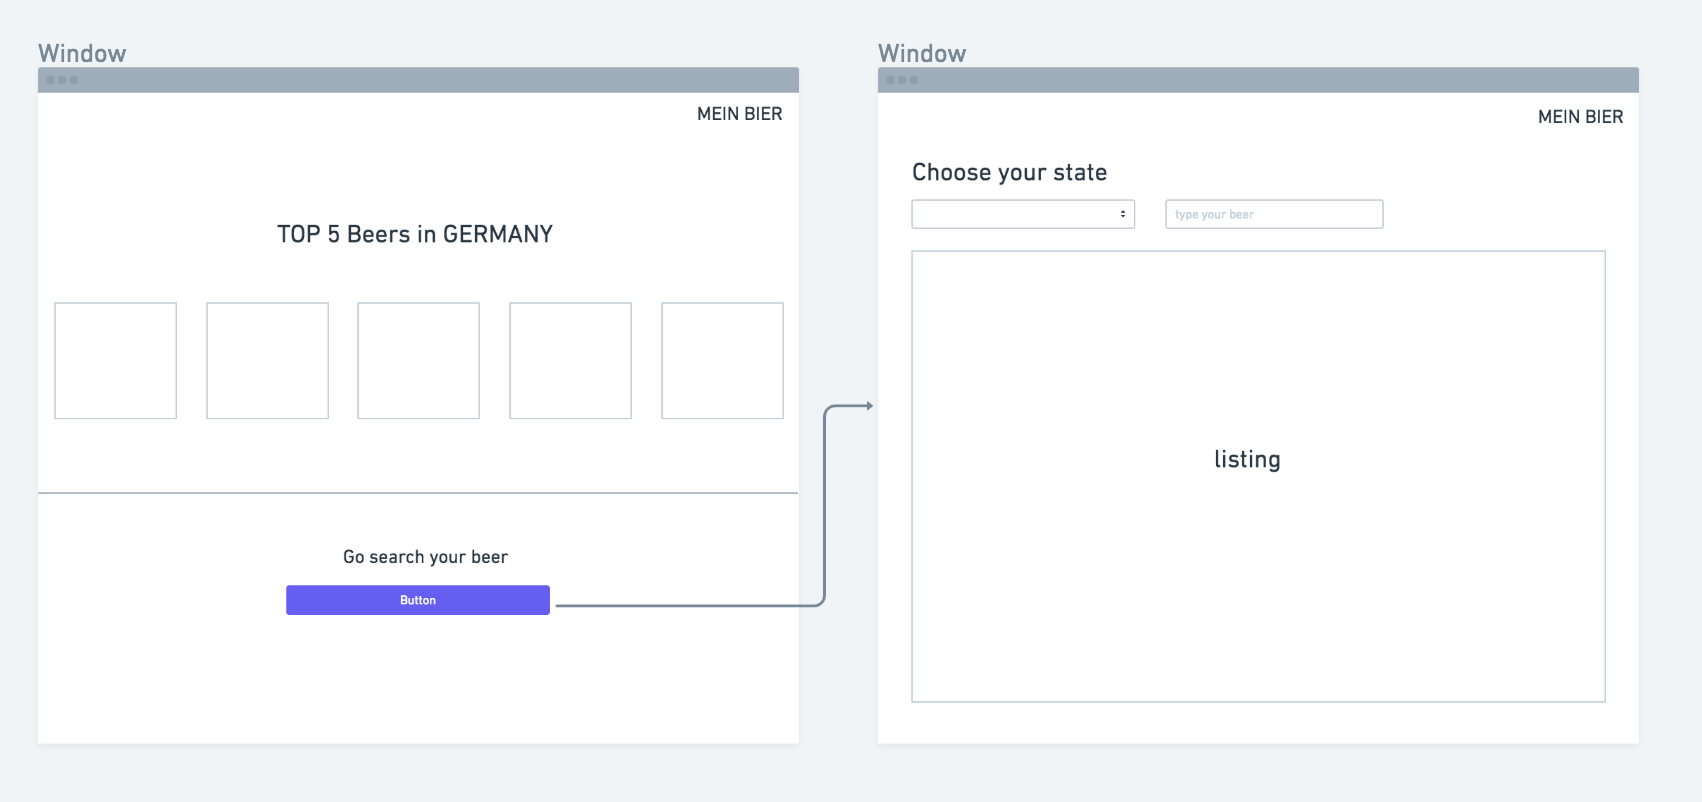 Window
MEIN BIER
TOP 5 Beers in GERMANY
Go search your beer
Button
Window
MEIN BIER
Choose your state
type your beer
listing